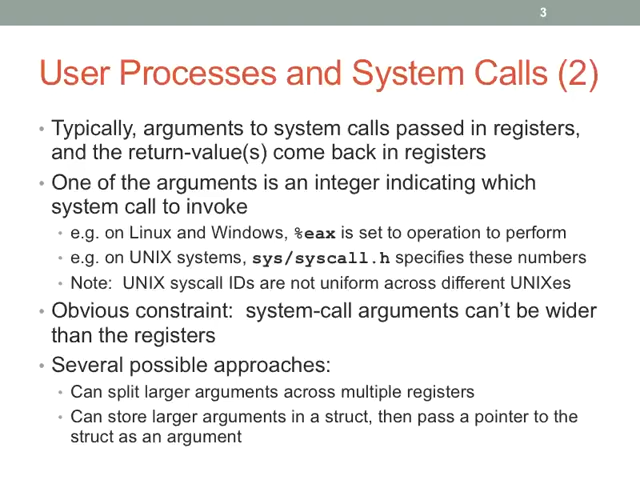 3
User Processes and System Calls (2)
• Typically, arguments to system calls passed in registers,
and the return-value(s) come back in registers
• One of the arguments is an integer indicating which
system call to invoke
• e.g. on Linux and Windows, %eax is set to operation to perform
• e.g. on UNIX systems, sys/syscall.h specifies these numbers
• Note: UNIX syscall IDs are not uniform across different UNIXes
• Obvious constraint: system-call arguments can't be wider
than the registers
• Several possible approaches:
• Can split larger arguments across multiple registers
• Can store larger arguments in a struct, then pass a pointer to the
struct as an argument